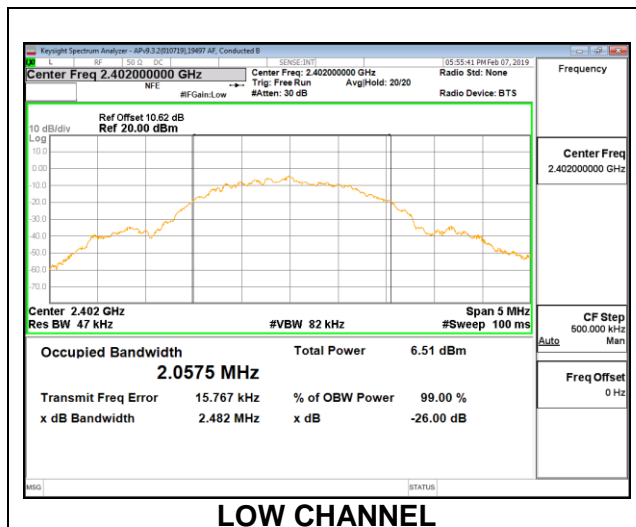 Keysight Spectrum Analyzer - APv9.3.2(010719),19497 AF, Conducted B
L RF 50 Ω DC SENSE:INT 05:55:41 PM Feb 07, 2019
Center Freq 2.402000000 GHz Center Freq: 2.402000000 GHz Radio Std: None
NFE Trig: Free Run Avg|Hold: 20/20
#IFGain:Low #Atten: 30 dB Radio Device: BTS
Frequency
Ref Offset 10.62 dB
10 dB/div Ref 20.00 dBm
Log
10.0
0.00
-10.0
-20.0
-30.0
-40.0
-50.0
-60.0
-70.0
Center 2.402 GHz Span 5 MHz
Res BW 47 kHz #VBW 82 kHz #Sweep 100 ms
Occupied Bandwidth Total Power 6.51 dBm
2.0575 MHz
Transmit Freq Error 15.767 kHz % of OBW Power 99.00 %
x dB Bandwidth 2.482 MHz x dB -26.00 dB
Center Freq
2.402000000 GHz
CF Step
500.000 kHz
Auto Man
Freq Offset
0 Hz
MSG STATUS
LOW CHANNEL